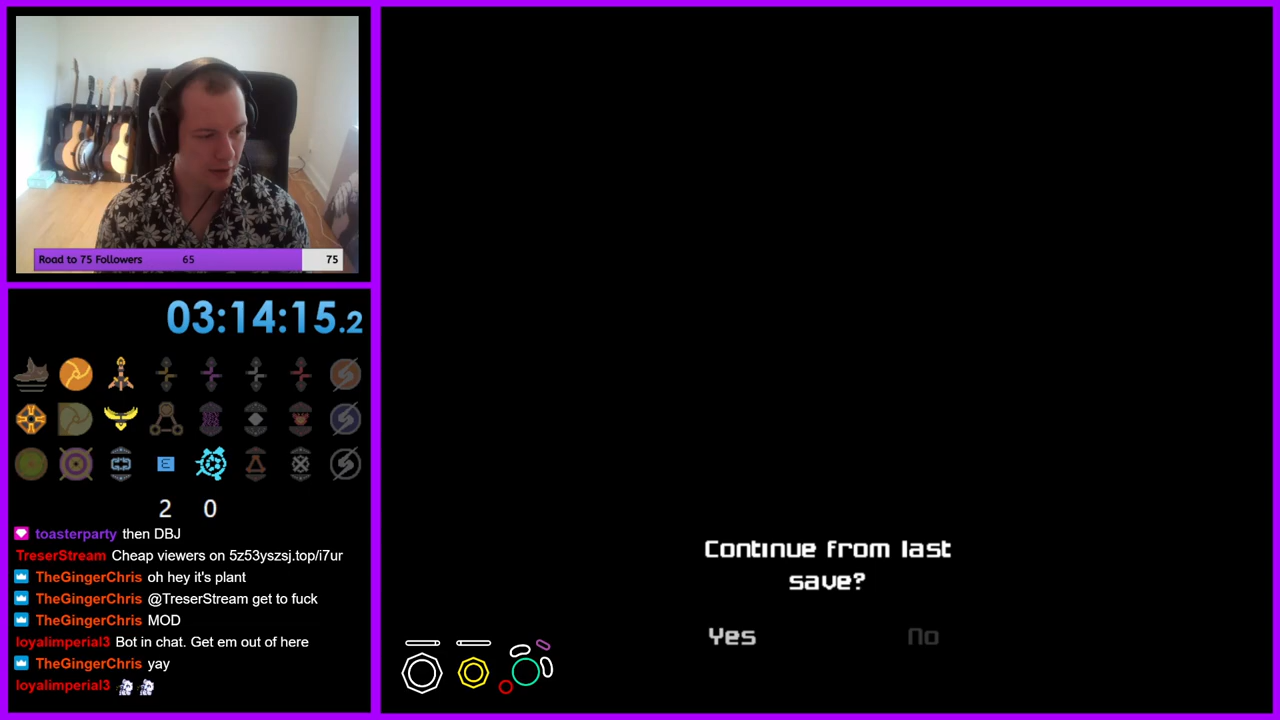 Road to 75 Followers 65 75
03:14:15.2
2 0
toasterparty then DBJ
TreserStream Cheap viewers on 5z53yszsj.top/i7ur
TheGingerChris oh hey it's plant
TheGingerChris @TreserStream get to fuck
TheGingerChris MOD
loyalimperial3 Bot in chat. Get em out of here
TheGingerChris yay
loyalimperial3
Continue from last
save?
Yes No